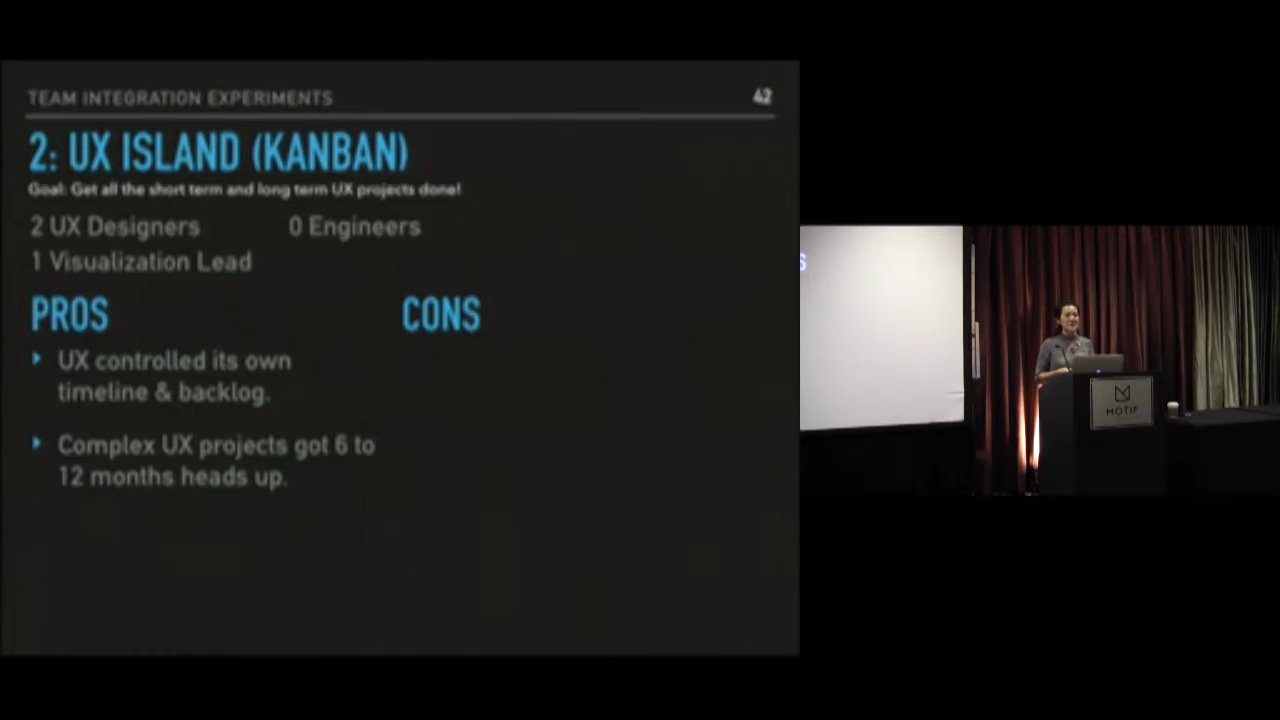 TEAM INTEGRATION EXPERIMENTS 42
2: UX ISLAND (KANBAN)
Goal: Get all the short term and long term UX projects done!
2 UX Designers 0 Engineers
1 Visualization Lead
PROS CONS
UX controlled its own
timeline & backlog.
Complex UX projects got 6 to
12 months heads up.
S
MOTIF